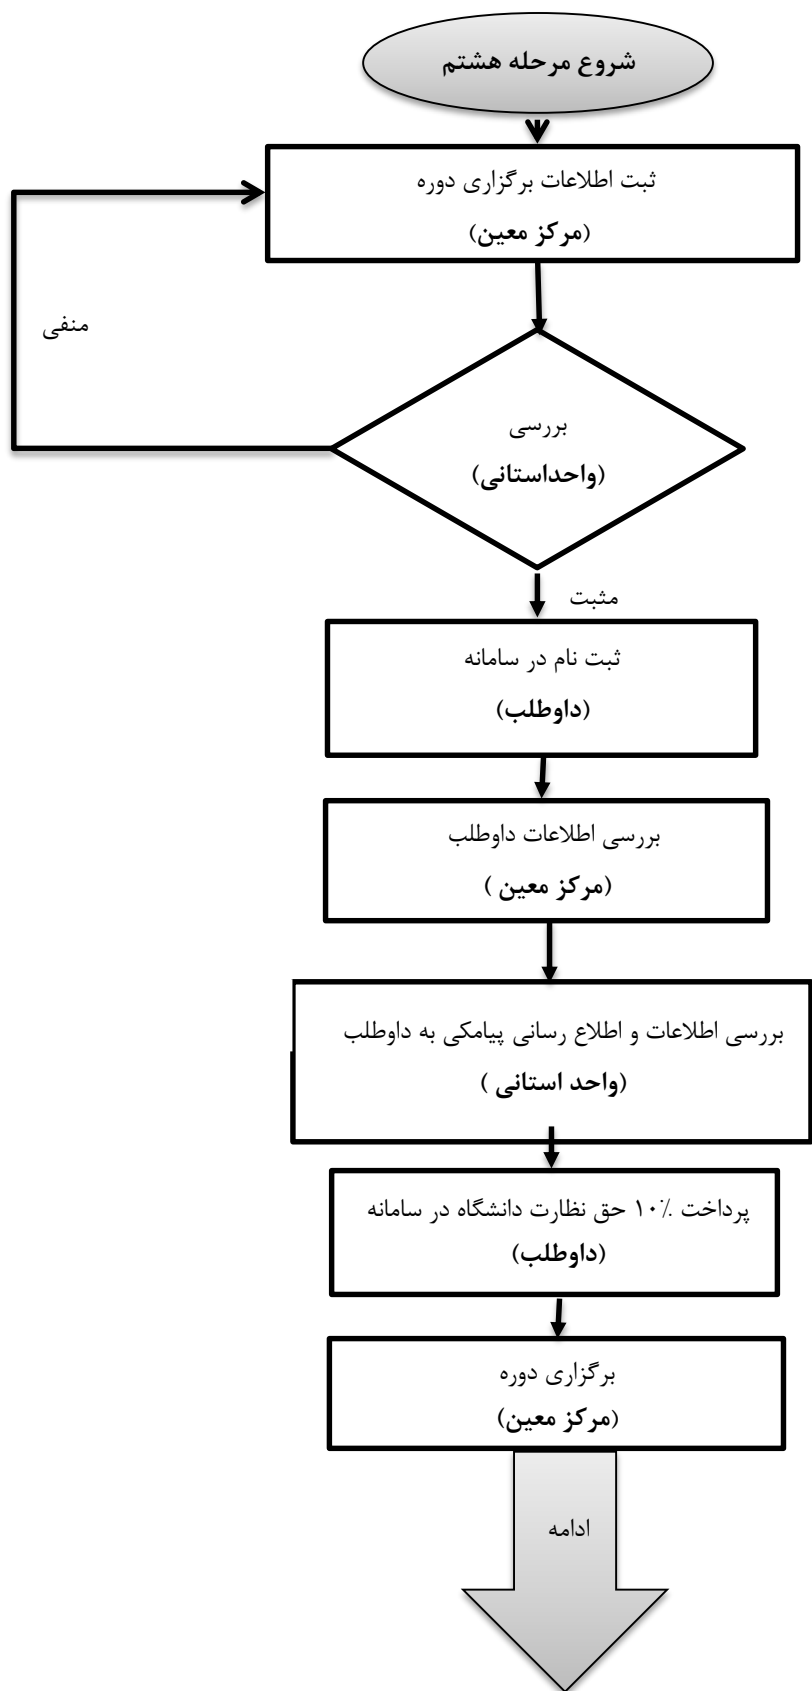 شروع مرحله هشتم
ثبت اطلاعات برگزاری دوره
(مرکز معین)
منفی
بررسی
(واحداستانی)
مثبت
ثبت نام در سامانه
(داوطلب)
بررسی اطلاعات داوطلب
(مرکز معین )
بررسی اطلاعات و اطلاع رسانی پیامکی به داوطلب
(واحد استانی )
پرداخت ۱۰٪ حق نظارت دانشگاه در سامانه
(داوطلب)
برگزاری دوره
(مرکز معین)
ادامه